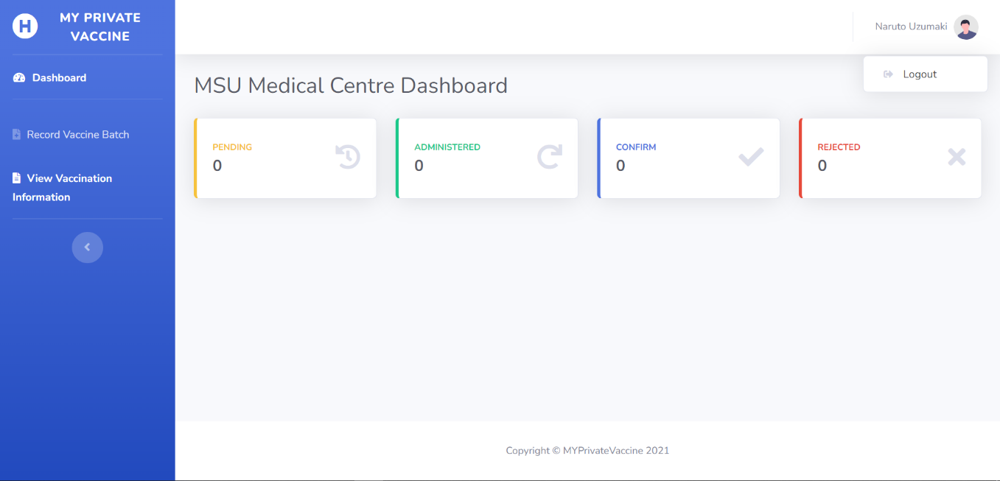 H
MY PRIVATE
VACCINE
Dashboard
Record Vaccine Batch
View Vaccination
Information
Naruto Uzumaki
Logout
MSU Medical Centre Dashboard
PENDING
0
ADMINISTERED
0
CONFIRM
0
REJECTED
0
Copyright © MYPrivateVaccine 2021